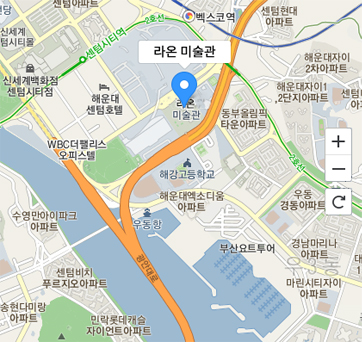 2호선
벡스코역
센텀현대
아파트
신세계
센텀시티몰
센텀시티역
라온 미술관
해운대자이
2차아파트
신세계백화점
센텀시티점
해운대
센텀호텔
라온
미술관
해운대자이1
,2단지아파트
동부올림픽
타운아파트
WBC더팰리스
오피스텔
2호선
해강고등학교
해운대엑소디움
아파트
우동
경동아파트
수영만아이파크
아파트
우동항
부산요트투어
경남마리나
아파트
광안대로
센텀비치
푸르지오아파트
마린시티자이
아파트
송현다미랑
아파트
민락롯데캐슬
자이언트아파트